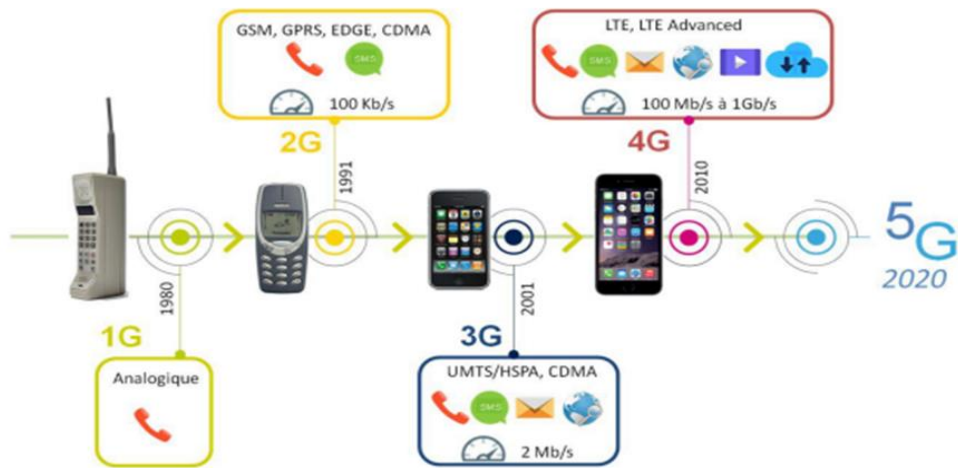 GSM, GPRS, EDGE, CDMA
SMS
100 Kb/s
2G
1991
LTE, LTE Advanced
SMS
100 Mb/s à 1Gb/s
4G
2010
1980
1G
Analogique
2001
3G
UMTS/HSPA, CDMA
SMS
2 Mb/s
5G
2020